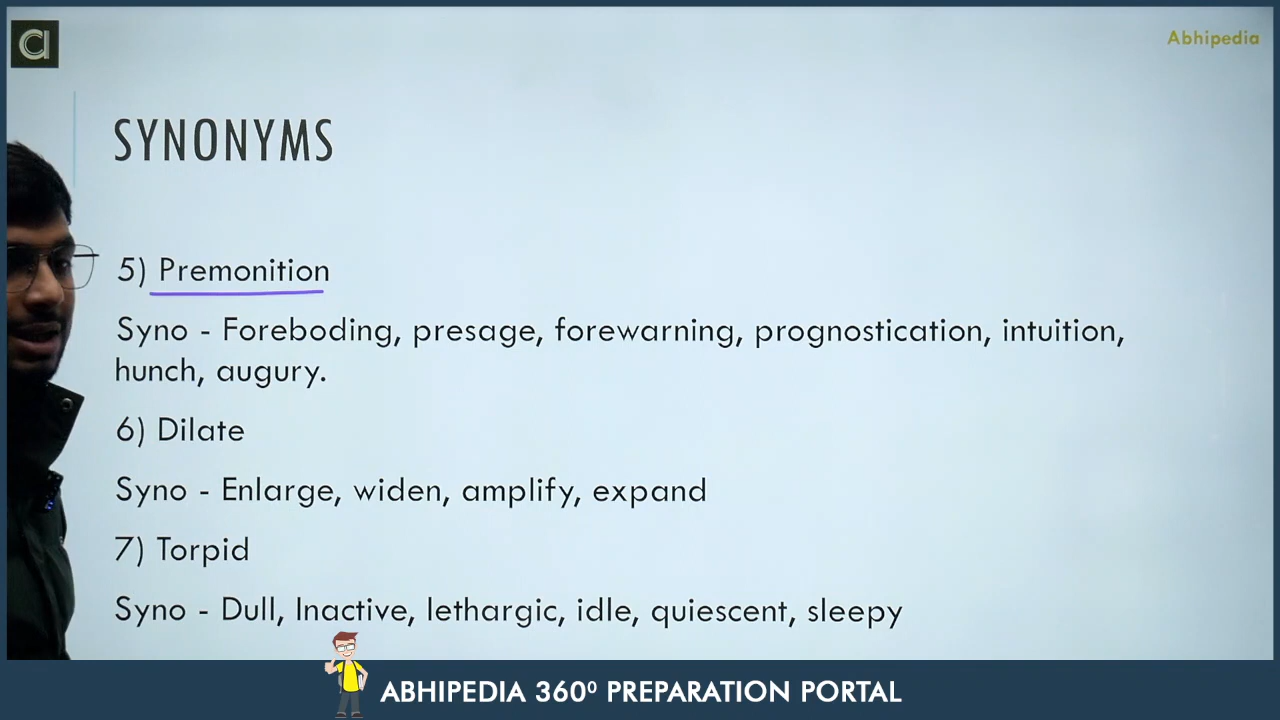 Abhipedia
SYNONYMS
5) Premonition
Syno - Foreboding, presage, forewarning, prognostication, intuition,
hunch, augury.
6) Dilate
Syno - Enlarge, widen, amplify, expand
7) Torpid
Syno - Dull, Inactive, lethargic, idle, quiescent, sleepy
ABHIPEDIA 360⁰ PREPARATION PORTAL